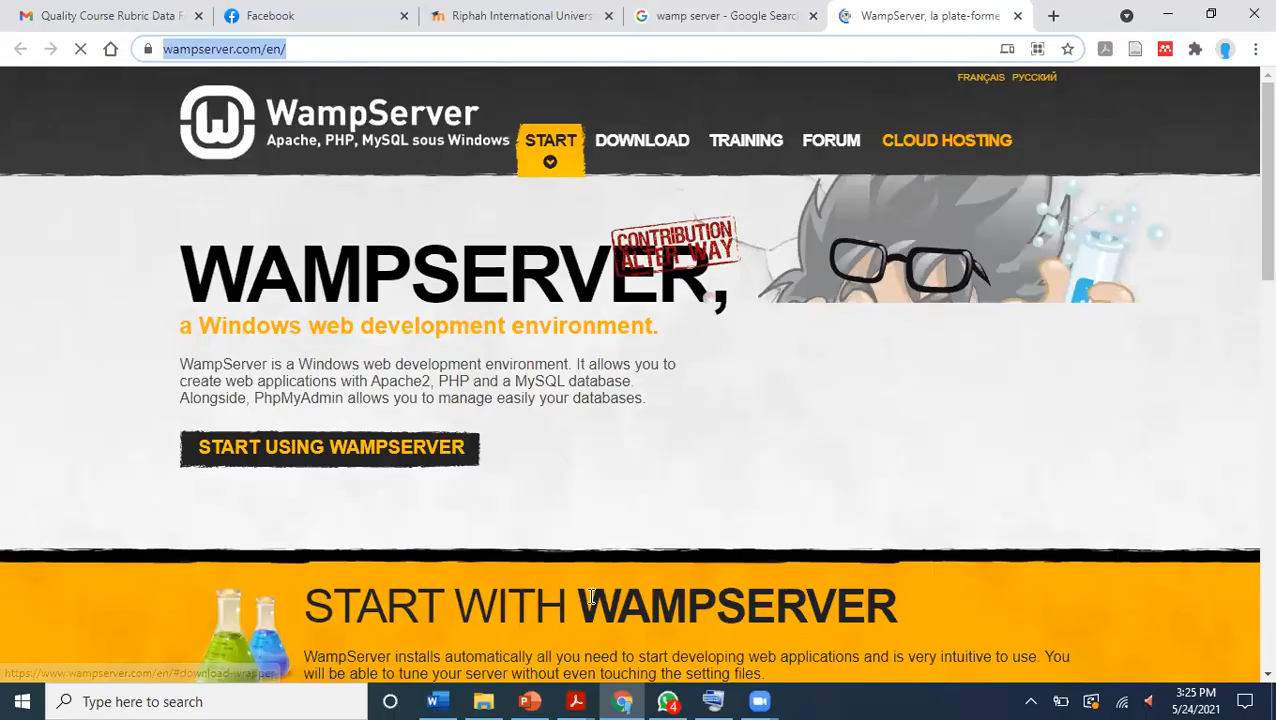 Quality Course Rubric Data F
Facebook
Riphah International Univers
wamp server - Google Searc
WampServer, la plate-forme
wampserver.com/en/
FRANÇAIS РУССКИЙ
WampServer
Apache, PHP, MySQL sous Windows
START
DOWNLOAD
TRAINING
FORUM
CLOUD HOSTING
CONTRIBUTION
ALTER WAY
WAMPSERVER,
a Windows web development environment.
WampServer is a Windows web development environment. It allows you to
create web applications with Apache2, PHP and a MySQL database.
Alongside, PhpMyAdmin allows you to manage easily your databases.
START USING WAMPSERVER
START WITH WAMPSERVER
WampServer installs automatically all you need to start developing web applications and is very intuitive to use. You
will be able to tune your server without even touching the setting files.
https://www.wampserver.com/en/#download-wrapper
Type here to search
4
3:25 PM
5/24/2021